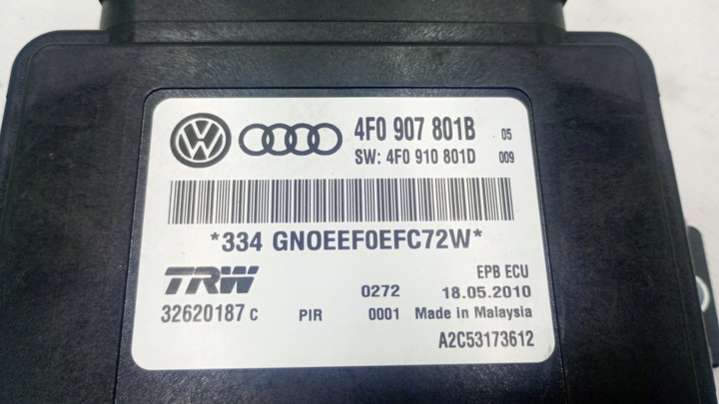 4F0 907 801B 05
SW: 4F0 910 801D 009
*334 GNOEEF0EFC72W*
TRW EPB ECU
0272 18.05.2010
32620187 C PIR 0001 Made in Malaysia
A2C53173612